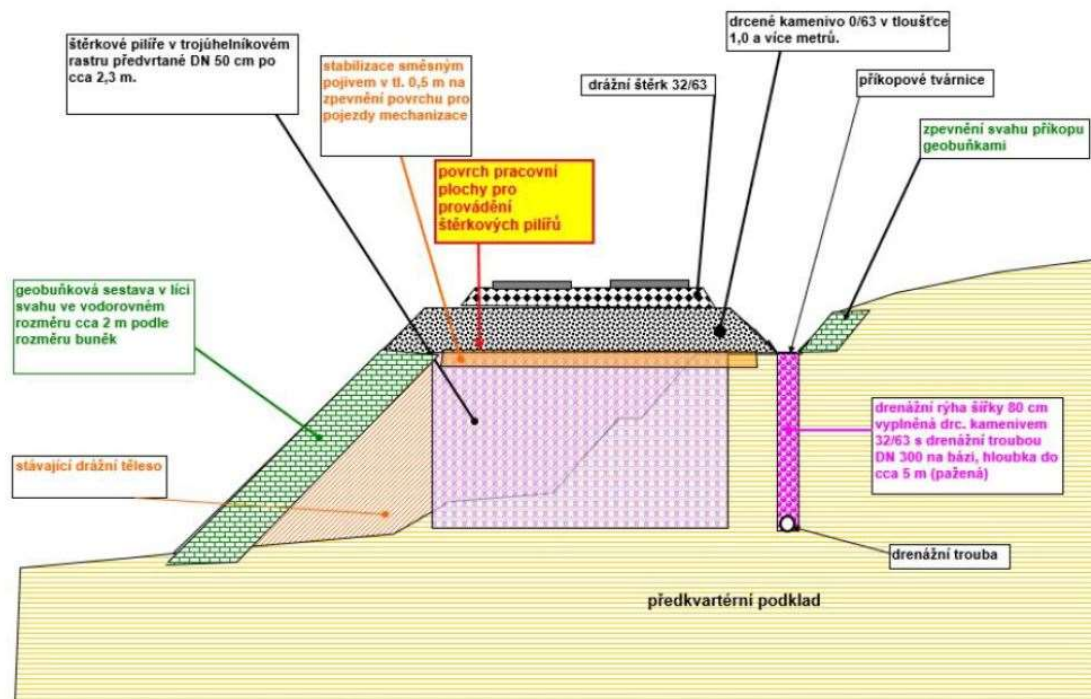 štěrkové pilíře v trojúhelníkovém
rastru předvrtané DN 50 cm po
cca 2,3 m.
stabilizace směsným
pojivem v tl. 0,5 m na
zpevnění povrchu pro
pojezdy mechanizace
drážní štěrk 32/63
drcené kamenivo 0/63 v tloušťce
1,0 a více metrů.
příkopové tvárnice
zpevnění svahu příkopu
geobuňkami
povrch pracovní
plochy pro
provádění
štěrkových pilířů
geobuňková sestava v líci
svahu ve vodorovném
rozměru cca 2 m podle
rozměru buněk
stávající drážní těleso
drenážní rýha šířky 80 cm
vyplněná drc. kamenivem
32/63 s drenážní troubou
DN 300 na bázi, hloubka do
cca 5 m (pažená)
drenážní trouba
předkvartérní podklad